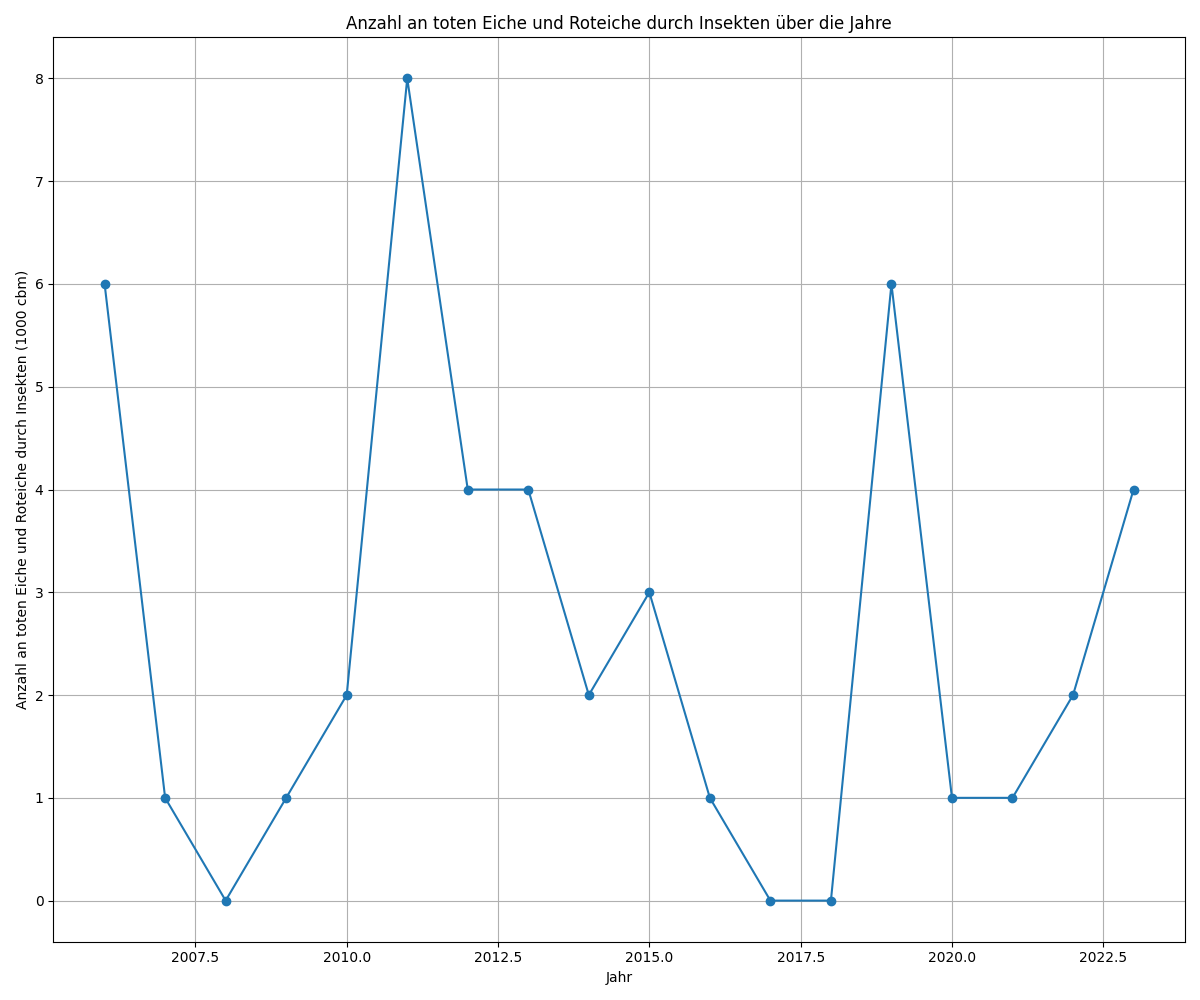 Anzahl an toten Eiche und Roteiche durch Insekten über die Jahre
Anzahl an toten Eiche und Roteiche durch Insekten (1000 cbm)
8
7
6
5
4
3
2
1
0
2007.5 2010.0 2012.5 2015.0 2017.5 2020.0 2022.5
Jahr